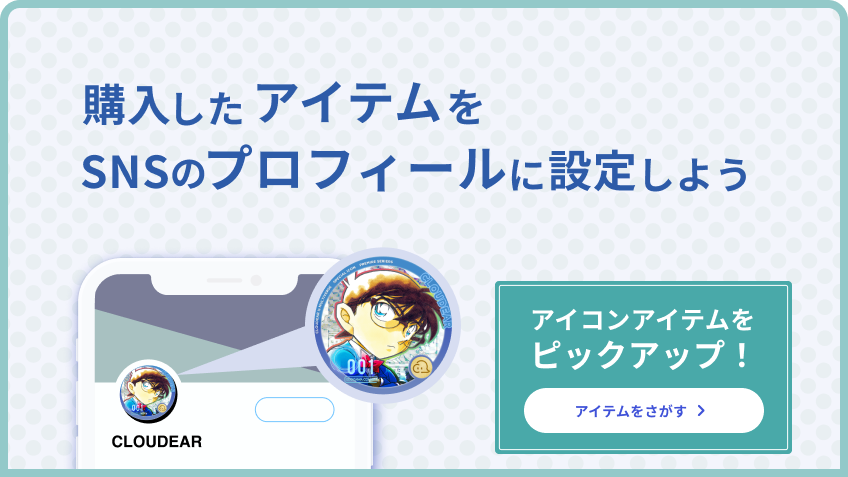 購入した アイテムを
SNSのプロフィールに設定しよう
CLOUDEAR
001
アイコンアイテムを
ピックアップ！
アイテムをさがす
001
CLOUDEAR